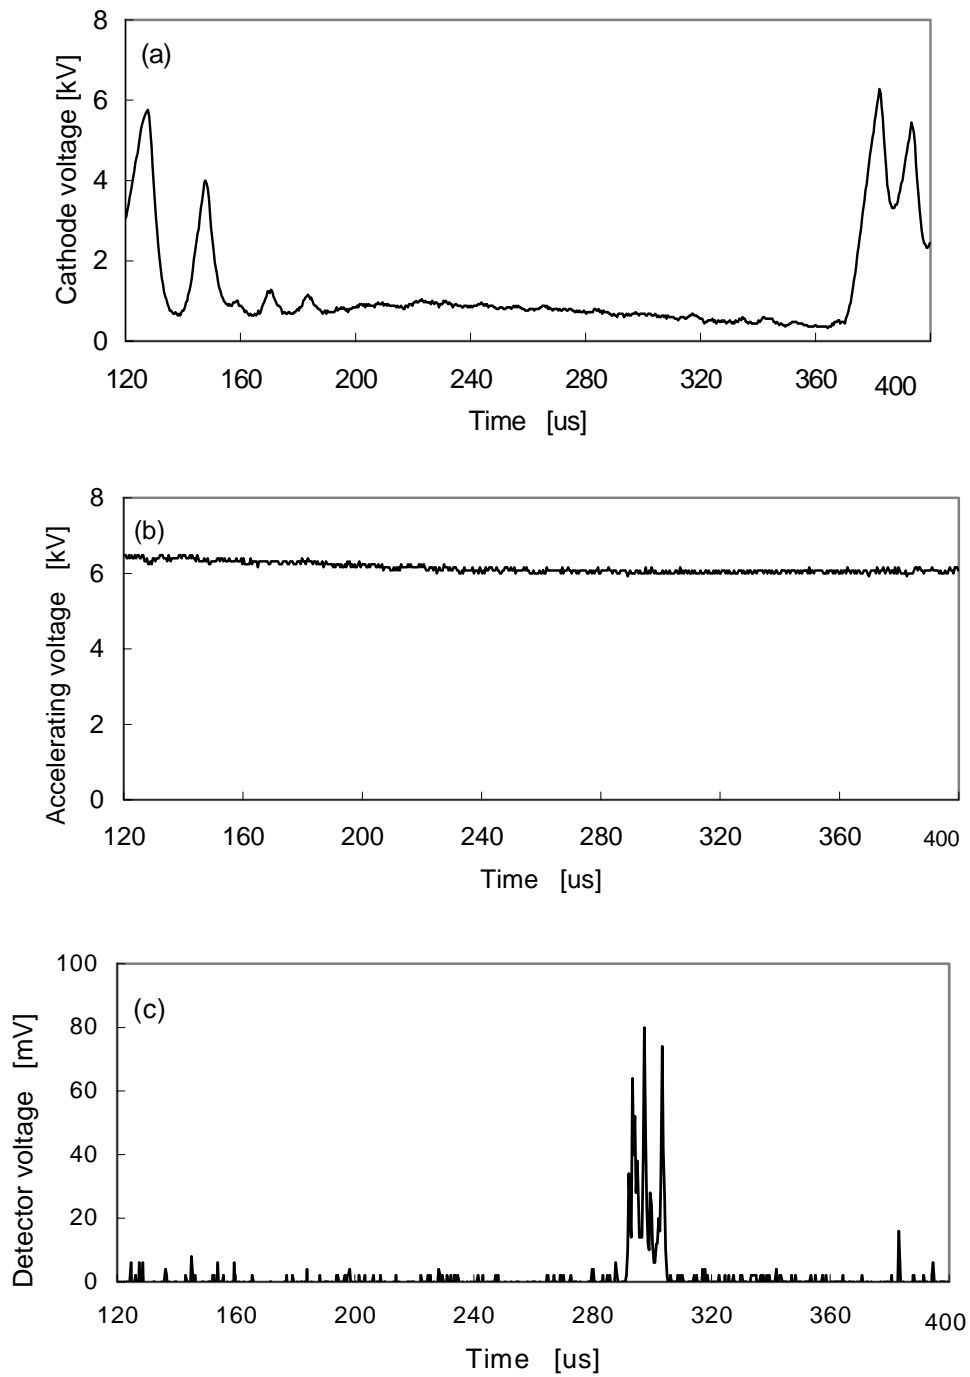 (a)
Cathode voltage [kV]
8
6
4
2
0
120 160 200 240 280 320 360 400
Time [us]
(b)
Accelerating voltage [kV]
8
6
4
2
0
120 160 200 240 280 320 360 400
Time [us]
(c)
Detector voltage [mV]
100
80
60
40
20
0
120 160 200 240 280 320 360 400
Time [us]